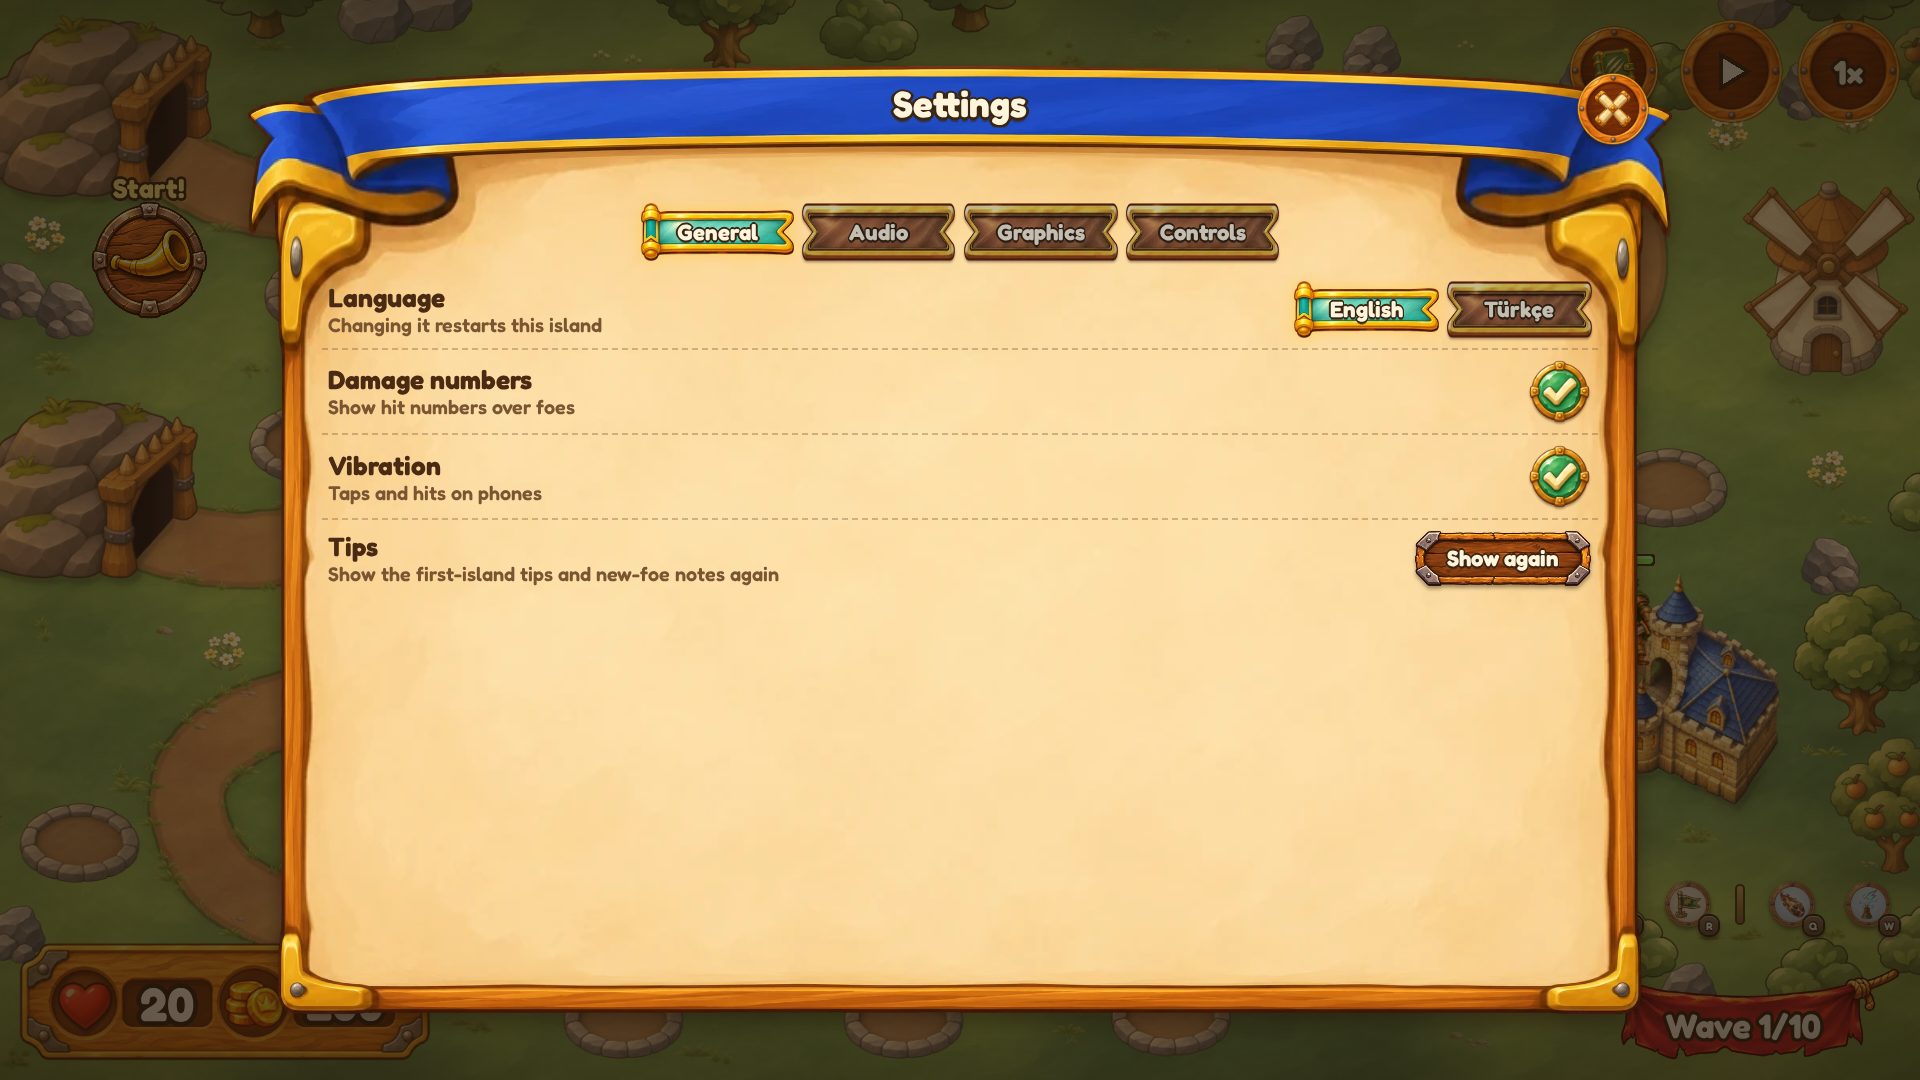 Settings
1x
Start!
General
Audio
Graphics
Controls
Language
Changing it restarts this island
English
Türkçe
Damage numbers
Show hit numbers over foes
Vibration
Taps and hits on phones
Tips
Show the first-island tips and new-foe notes again
Show again
R
Q
W
20
Wave 1/10